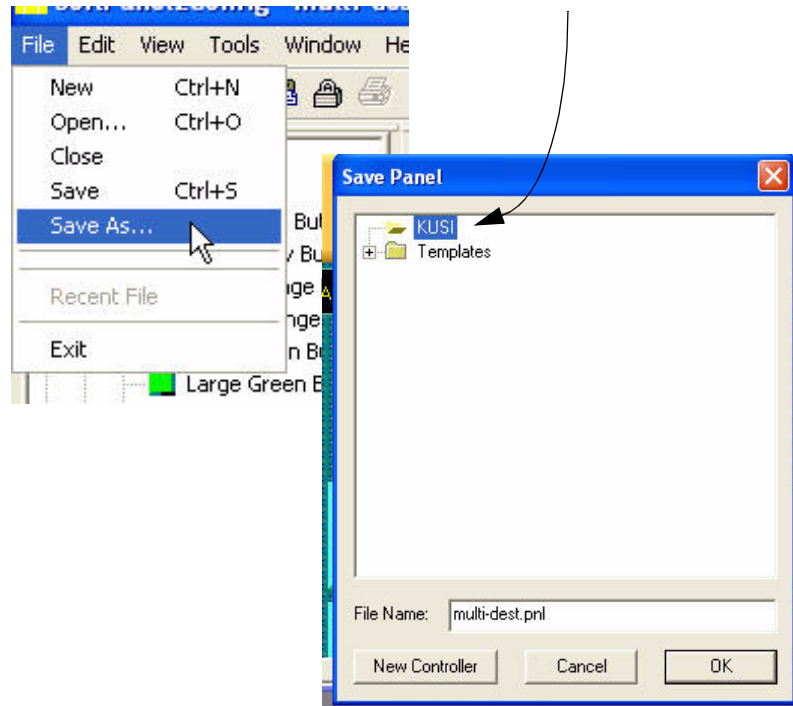 File Edit View Tools Window He
New Ctrl+N
Open... Ctrl+O
Close
Save Ctrl+S
Save As...
Recent File
Exit
Large Green B
Save Panel
KUSI
Templates
File Name: multi-dest.pnl
New Controller Cancel OK